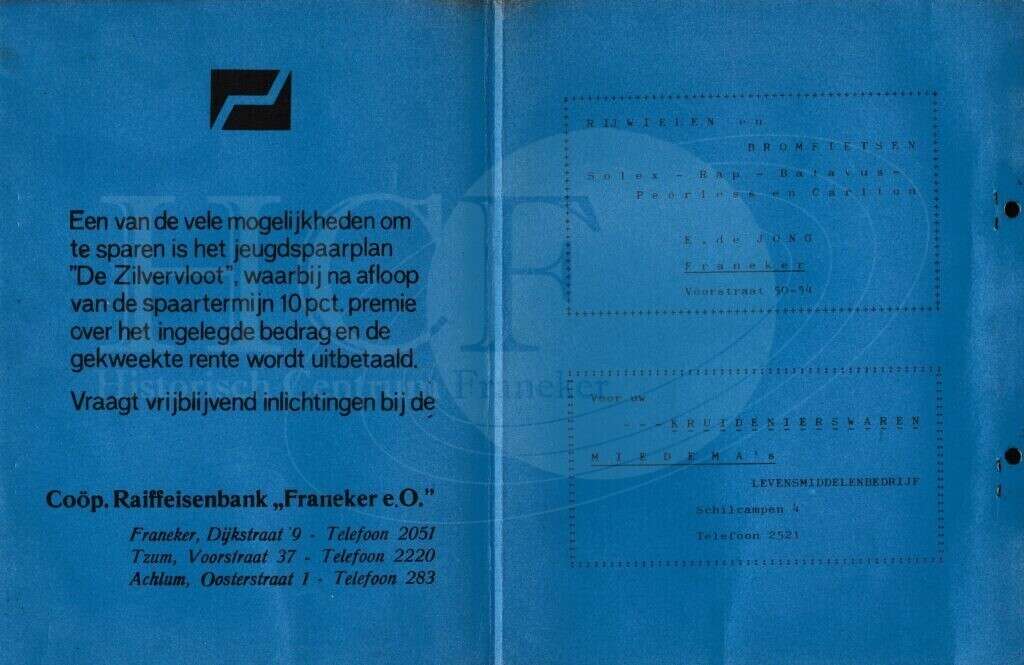 Een van de vele mogelijkheden om
te sparen is het jeugdspaarplan
"De Zilvervloot", waarbij na afloop
van de spaartermijn 10 pct. premie
over het ingelegde bedrag en de
gekweekte rente wordt uitbetaald.
Vraagt vrijblijvend inlichtingen bij de
Coöp. Raiffeisenbank „Franeker e.O.”
Franeker, Dijkstraat 9 - Telefoon 2051
Tzum, Voorstraat 37 - Telefoon 2220
Achlum, Oosterstraat 1 - Telefoon 283
RIJWIELEN en
BROMFIETSEN
Solex - Rap - Batavus -
Peerless en Carlton
E. de JONG
Franeker
Voorstraat 50-54
Voor uw
---KRUIDENIERSWAREN
MIEDEMA's
LEVENSMIDDELENBEDRIJF
Schilcampen 4
Telefoon 2521
HCF
Historisch Centrum Franeker